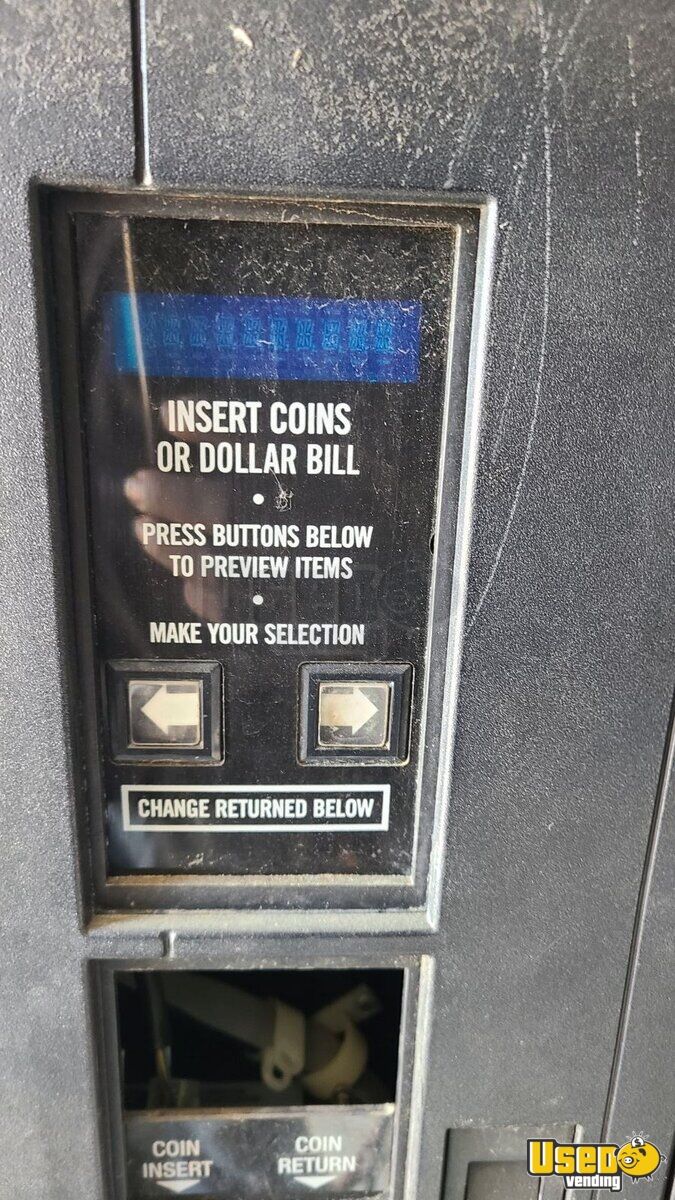 INSERT COINS
OR DOLLAR BILL
•
PRESS BUTTONS BELOW
TO PREVIEW ITEMS
•
MAKE YOUR SELECTION
CHANGE RETURNED BELOW
COIN
INSERT
COIN
RETURN
USED
vending